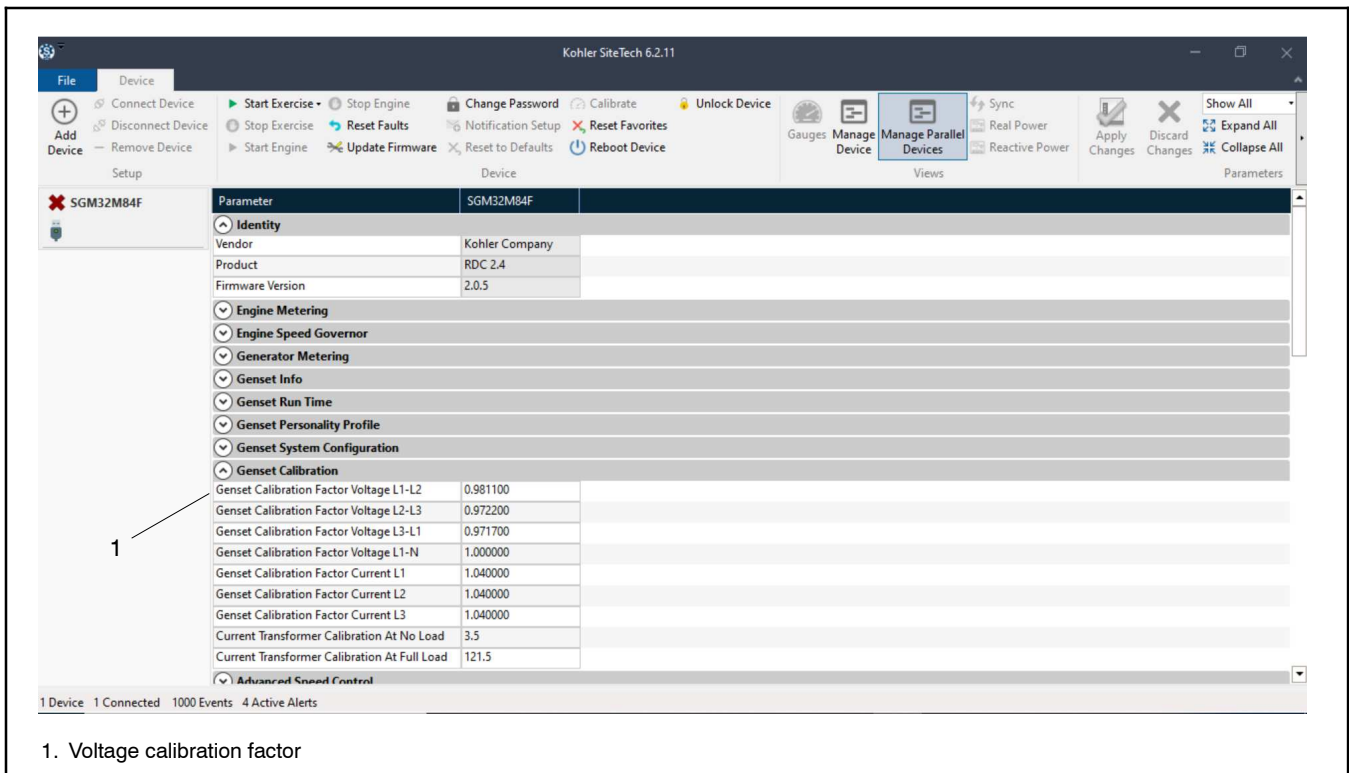 Kohler SiteTech 6.2.11
File Device
Add Device
Connect Device
Disconnect Device
Remove Device
Setup
Start Exercise
Stop Exercise
Start Engine
Stop Engine
Reset Faults
Update Firmware
Change Password
Notification Setup
Reset to Defaults
Calibrate
Reset Favorites
Reboot Device
Unlock Device
Device
Gauges
Manage Device
Manage Parallel Devices
Sync
Real Power
Reactive Power
Views
Apply Changes
Discard Changes
Show All
Expand All
Collapse All
Parameters
SGM32M84F
Parameter SGM32M84F
Identity
Vendor Kohler Company
Product RDC 2.4
Firmware Version 2.0.5
Engine Metering
Engine Speed Governor
Generator Metering
Genset Info
Genset Run Time
Genset Personality Profile
Genset System Configuration
Genset Calibration
Genset Calibration Factor Voltage L1-L2 0.981100
Genset Calibration Factor Voltage L2-L3 0.972200
Genset Calibration Factor Voltage L3-L1 0.971700
Genset Calibration Factor Voltage L1-N 1.000000
Genset Calibration Factor Current L1 1.040000
Genset Calibration Factor Current L2 1.040000
Genset Calibration Factor Current L3 1.040000
Current Transformer Calibration At No Load 3.5
Current Transformer Calibration At Full Load 121.5
Advanced Speed Control
1
1 Device 1 Connected 1000 Events 4 Active Alerts
1. Voltage calibration factor